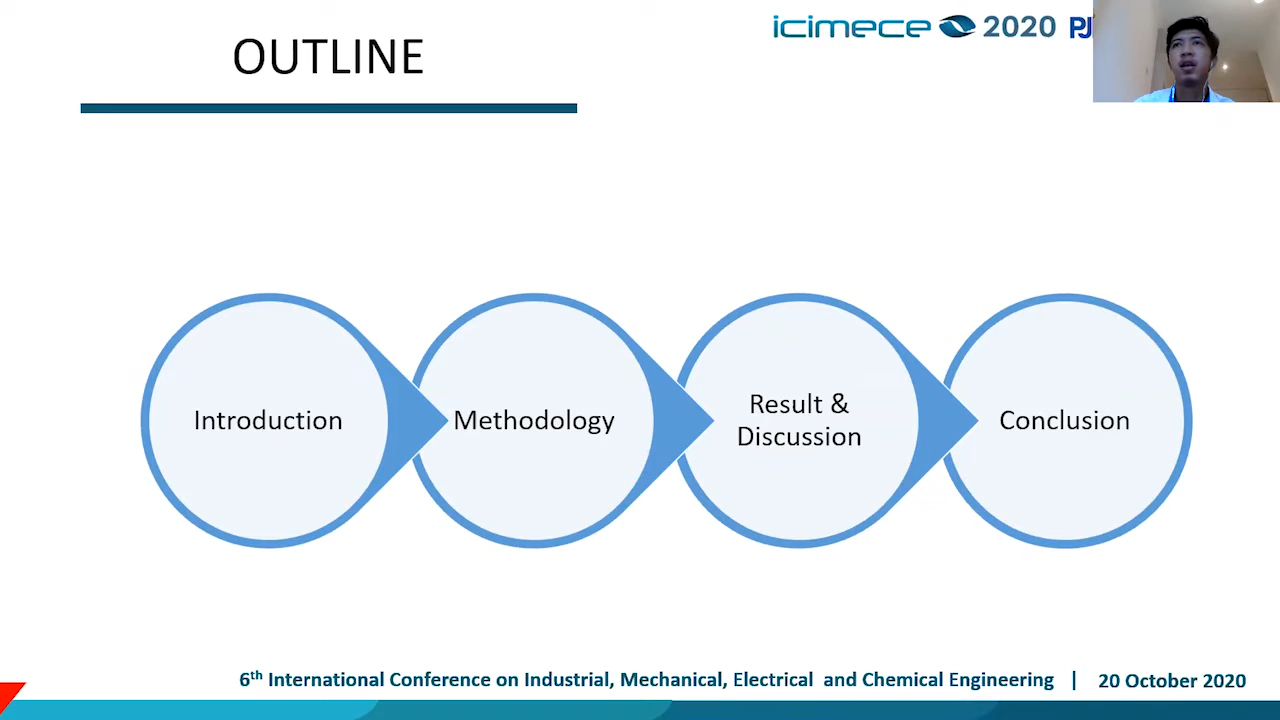 OUTLINE
icimece 2020 PJ
Introduction
Methodology
Result &
Discussion
Conclusion
6th International Conference on Industrial, Mechanical, Electrical and Chemical Engineering | 20 October 2020